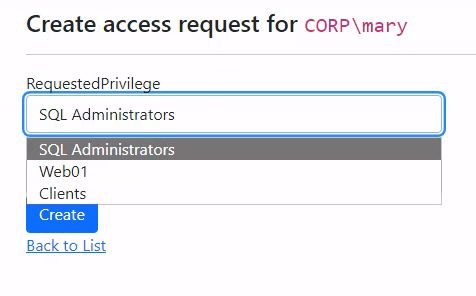 Create access request for CORP\mary
RequestedPrivilege
SQL Administrators
SQL Administrators
Web01
Clients
Create
Back to List